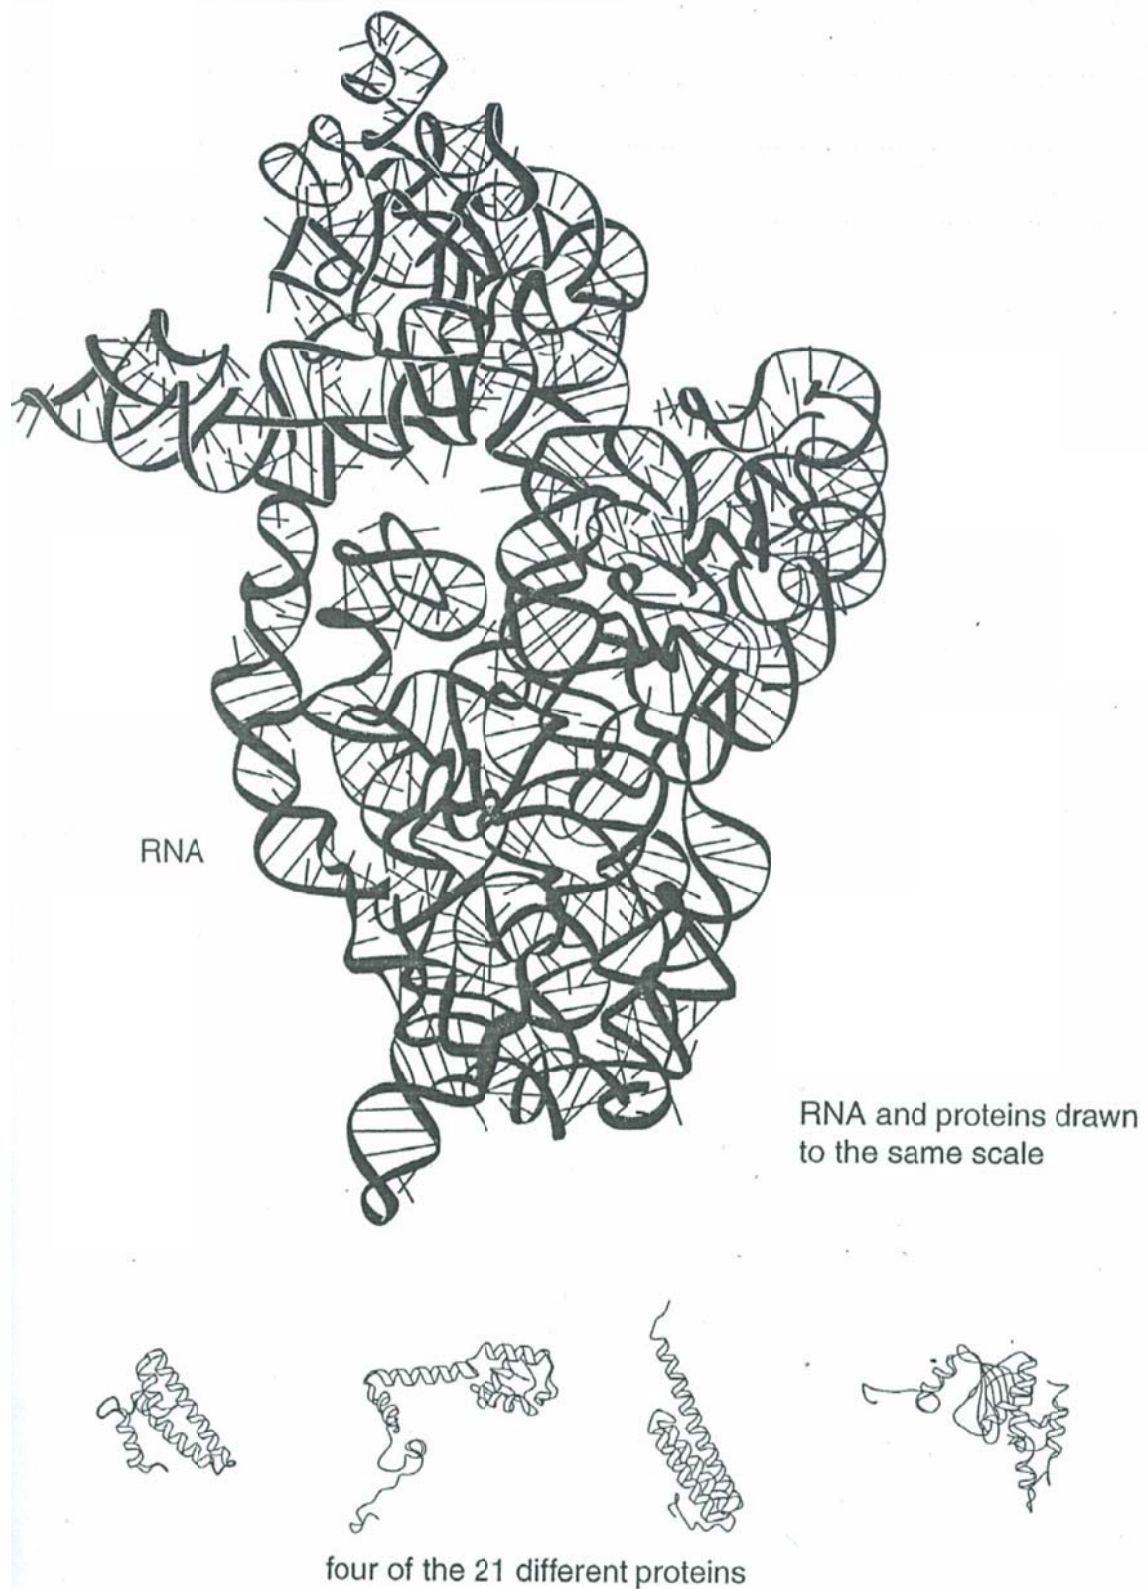 RNA
RNA and proteins drawn
to the same scale
four of the 21 different proteins